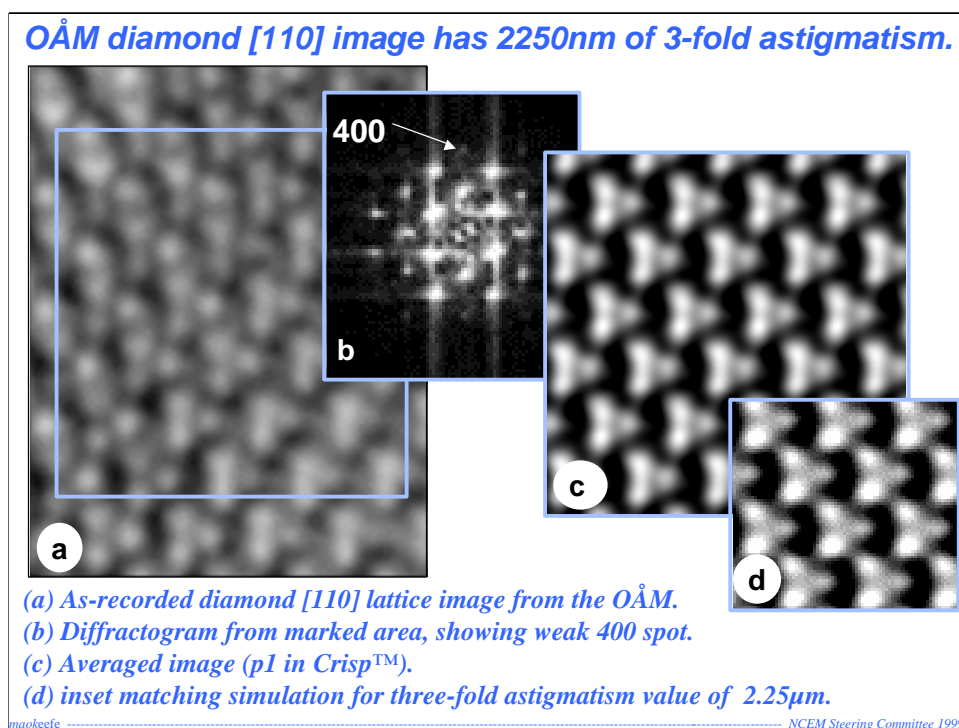 OÅM diamond [110] image has 2250nm of 3-fold astigmatism.
400
b
c
a
d
(a) As-recorded diamond [110] lattice image from the OÅM.
(b) Diffractogram from marked area, showing weak 400 spot.
(c) Averaged image (p1 in Crisp™).
(d) inset matching simulation for three-fold astigmatism value of 2.25µm.
maokeefe NCEM Steering Committee